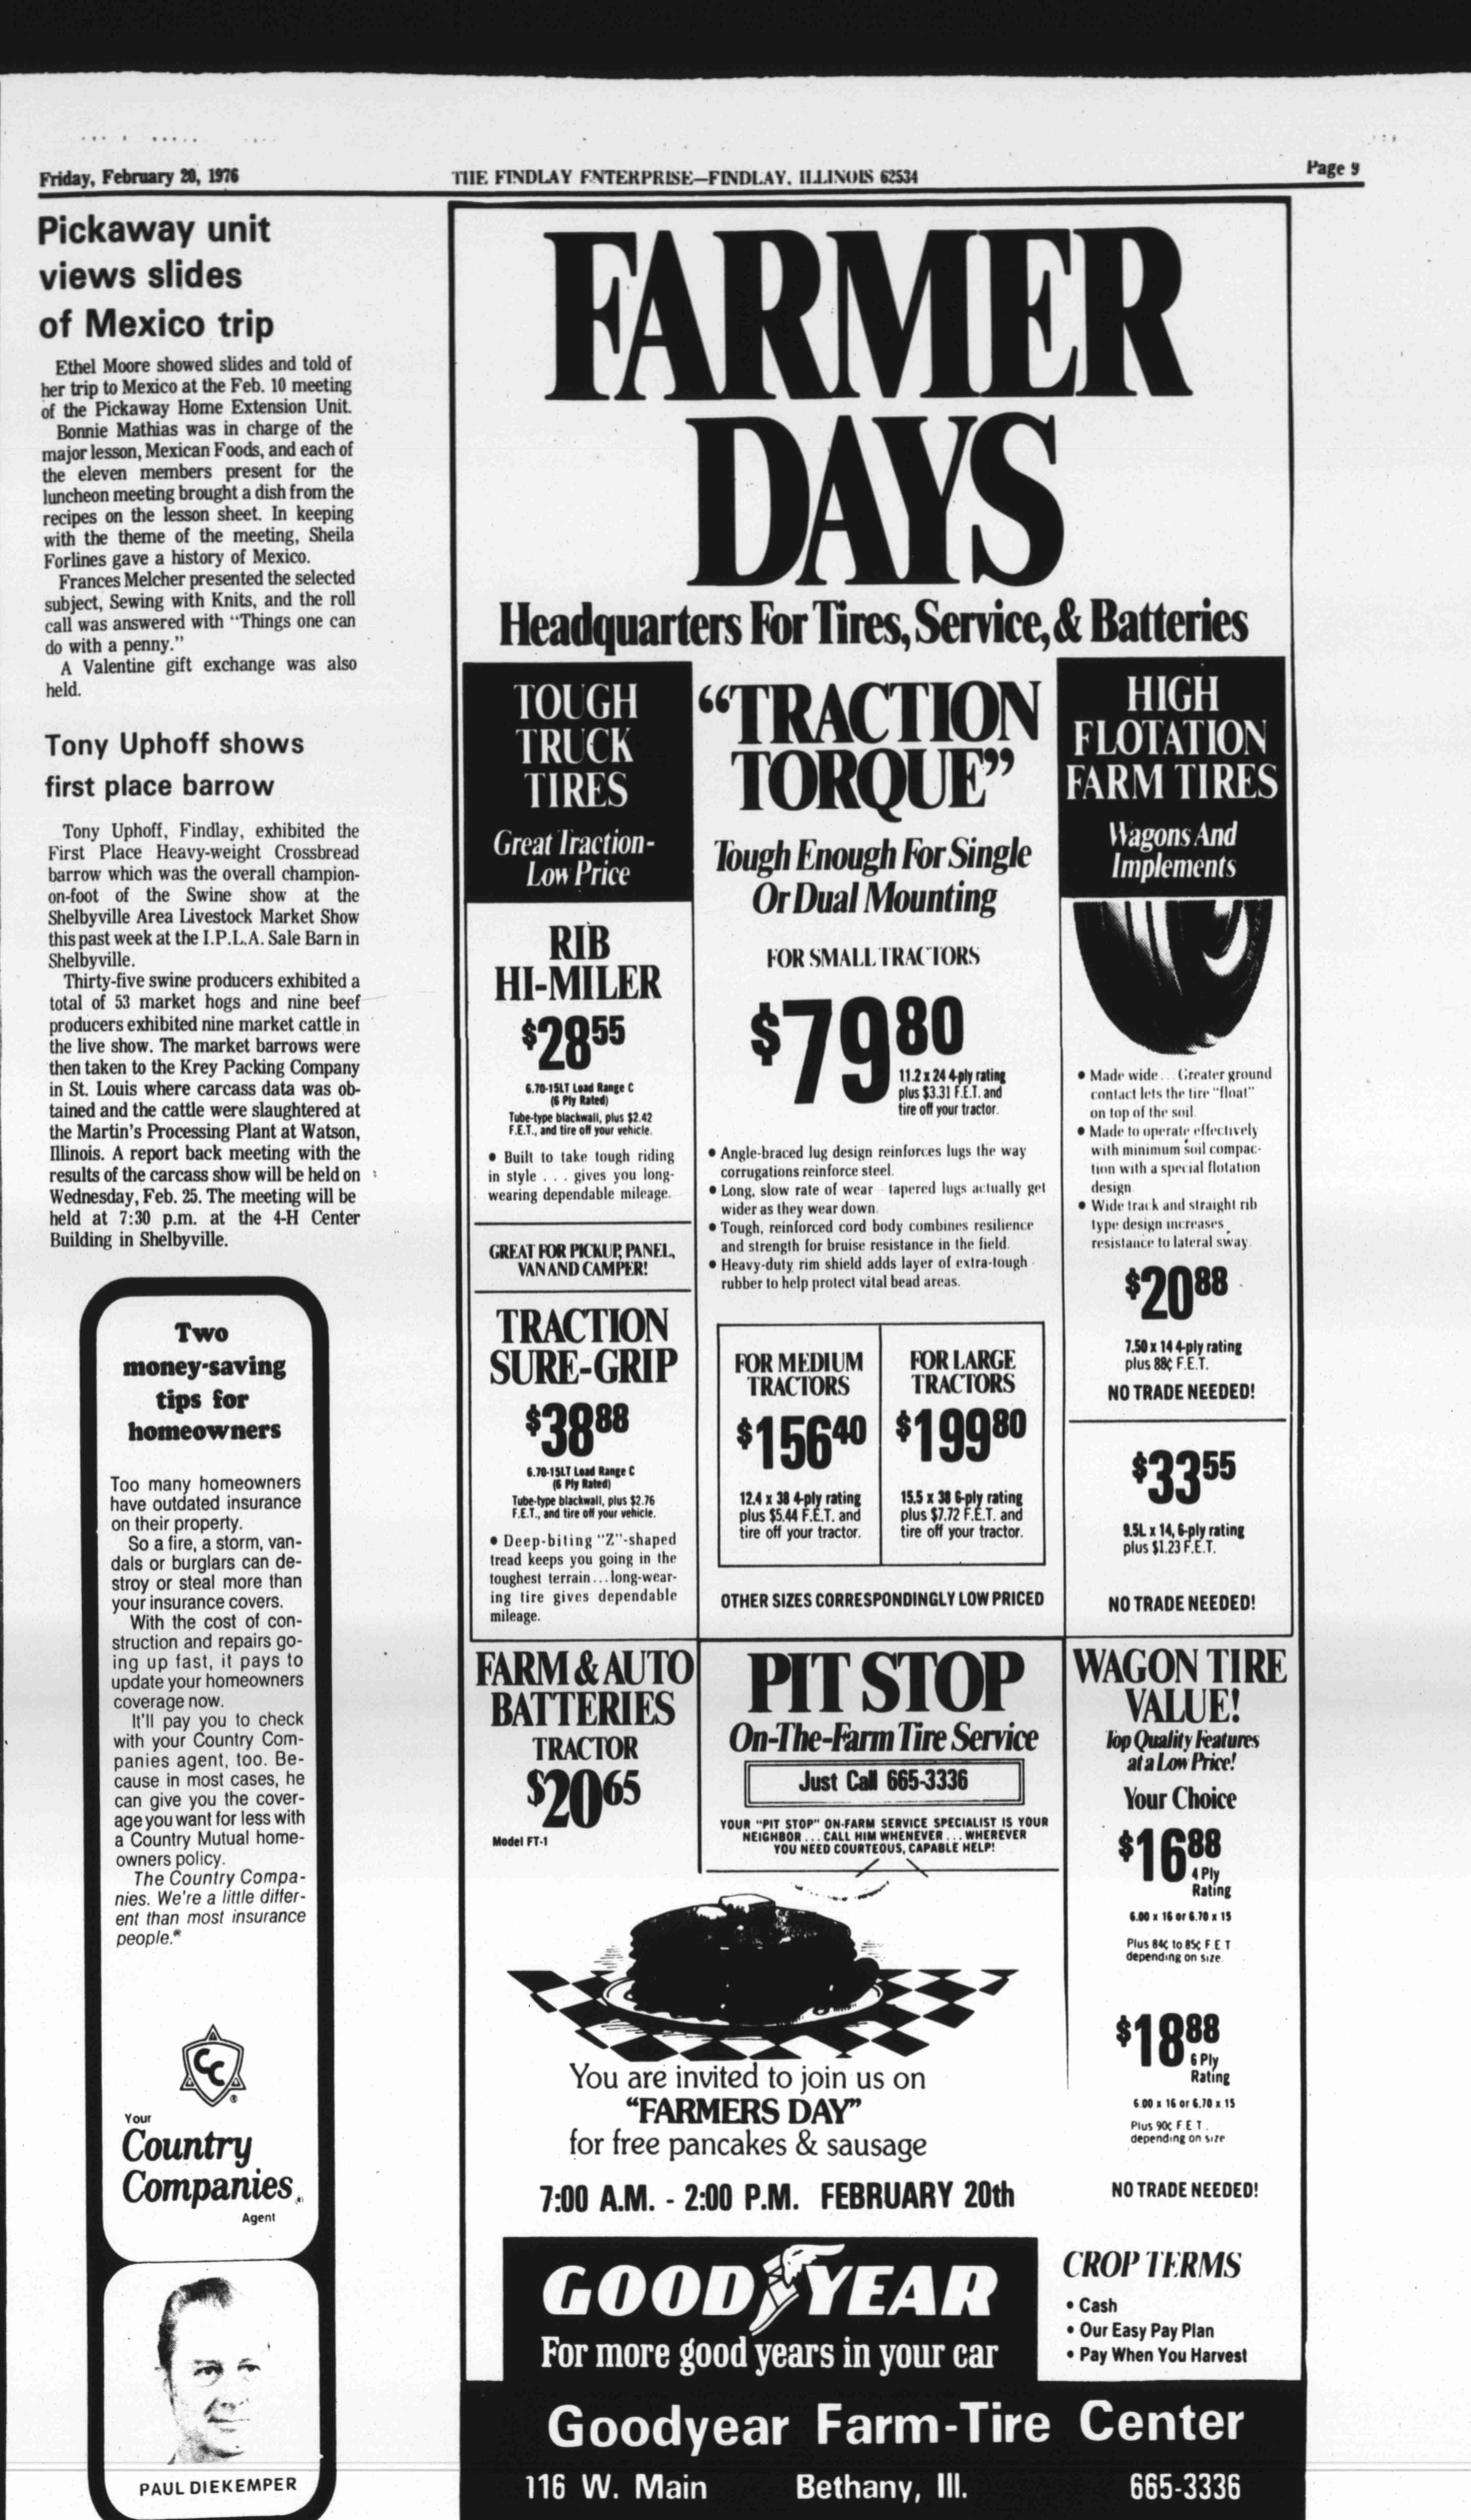 Friday, February 20, 1976
THE FINDLAY ENTERPRISE—FINDLAY, ILLINOIS 62534
Page 9
Pickaway unit
views slides
of Mexico trip
Ethel Moore showed slides and told of
her trip to Mexico at the Feb. 10 meeting
of the Pickaway Home Extension Unit.
Bonnie Mathias was in charge of the
major lesson, Mexican Foods, and each of
the eleven members present for the
luncheon meeting brought a dish from the
recipes on the lesson sheet. In keeping
with the theme of the meeting, Sheila
Forlines gave a history of Mexico.
Frances Melcher presented the selected
subject, Sewing with Knits, and the roll
call was answered with "Things one can
do with a penny."
A Valentine gift exchange was also
held.
Tony Uphoff shows
first place barrow
Tony Uphoff, Findlay, exhibited the
First Place Heavy-weight Crossbread
barrow which was the overall champion-
on-foot of the Swine show at the
Shelbyville Area Livestock Market Show
this past week at the I.P.L.A. Sale Barn in
Shelbyville.
Thirty-five swine producers exhibited a
total of 53 market hogs and nine beef
producers exhibited nine market cattle in
the live show. The market barrows were
then taken to the Krey Packing Company
in St. Louis where carcass data was ob-
tained and the cattle were slaughtered at
the Martin's Processing Plant at Watson,
Illinois. A report back meeting with the
results of the carcass show will be held on
Wednesday, Feb. 25. The meeting will be
held at 7:30 p.m. at the 4-H Center
Building in Shelbyville.
Two
money-saving
tips for
homeowners
Too many homeowners
have outdated insurance
on their property.
So a fire, a storm, van-
dals or burglars can de-
stroy or steal more than
your insurance covers.
With the cost of con-
struction and repairs go-
ing up fast, it pays to
update your homeowners
coverage now.
It'll pay you to check
with your Country Com-
panies agent, too. Be-
cause in most cases, he
can give you the cover-
age you want for less with
a Country Mutual home-
owners policy.
The Country Compa-
nies. We're a little differ-
ent than most insurance
people.®
CC
®
Your
Country
Companies
Agent
PAUL DIEKEMPER
FARMER
DAYS
Headquarters For Tires, Service, & Batteries
TOUGH
TRUCK
TIRES
Great Traction-
Low Price
RIB
HI-MILER
$28 55
6.70-15LT Load Range C
(6 Ply Rated)
Tube-type blackwall, plus $2.42
F.E.T., and tire off your vehicle.
• Built to take tough riding
in style . . . gives you long-
wearing dependable mileage.
GREAT FOR PICKUP, PANEL,
VAN AND CAMPER!
TRACTION
SURE-GRIP
$38 88
6.70-15LT Load Range C
(6 Ply Rated)
Tube-type blackwall, plus $2.76
F.E.T., and tire off your vehicle.
• Deep-biting "Z"-shaped
tread keeps you going in the
toughest terrain...long-wear-
ing tire gives dependable
mileage.
"TRACTION
TORQUE"
Tough Enough For Single
Or Dual Mounting
FOR SMALL TRACTORS
$79 80
11.2 x 24 4-ply rating
plus $3.31 F.E.T. and
tire off your tractor.
• Angle-braced lug design reinforces lugs the way
corrugations reinforce steel.
• Long, slow rate of wear - tapered lugs actually get
wider as they wear down.
• Tough, reinforced cord body combines resilience
and strength for bruise resistance in the field.
• Heavy-duty rim shield adds layer of extra-tough
rubber to help protect vital bead areas.
FOR MEDIUM
TRACTORS
$156 40
12.4 x 38 4-ply rating
plus $5.44 F.E.T. and
tire off your tractor.
FOR LARGE
TRACTORS
$199 80
15.5 x 38 6-ply rating
plus $7.72 F.E.T. and
tire off your tractor.
OTHER SIZES CORRESPONDINGLY LOW PRICED
HIGH
FLOTATION
FARM TIRES
Wagons And
Implements
• Made wide... Greater ground
contact lets the tire "float"
on top of the soil.
• Made to operate effectively
with minimum soil compac-
tion with a special flotation
design
• Wide track and straight rib
type design increases
resistance to lateral sway.
$20 88
7.50 x 14 4-ply rating
plus 88¢ F.E.T.
NO TRADE NEEDED!
$33 55
9.5L x 14, 6-ply rating
plus $1.23 F.E.T.
NO TRADE NEEDED!
FARM & AUTO
BATTERIES
TRACTOR
$20 65
Model FT-1
PIT STOP
On-The-Farm Tire Service
Just Call 665-3336
YOUR "PIT STOP" ON-FARM SERVICE SPECIALIST IS YOUR
NEIGHBOR ... CALL HIM WHENEVER ... WHEREVER
YOU NEED COURTEOUS, CAPABLE HELP!
You are invited to join us on
"FARMERS DAY"
for free pancakes & sausage
7:00 A.M. - 2:00 P.M. FEBRUARY 20th
WAGON TIRE
VALUE!
Top Quality Features
at a Low Price!
Your Choice
$16 88
4 Ply
Rating
6.00 x 16 or 6.70 x 15
Plus 84¢ to 85¢ F.E.T
depending on size.
$18 88
6 Ply
Rating
6.00 x 16 or 6.70 x 15
Plus 90¢ F.E.T.
depending on size
NO TRADE NEEDED!
GOODYEAR
For more good years in your car
CROP TERMS
• Cash
• Our Easy Pay Plan
• Pay When You Harvest
Goodyear Farm-Tire Center
116 W. Main Bethany, Ill. 665-3336